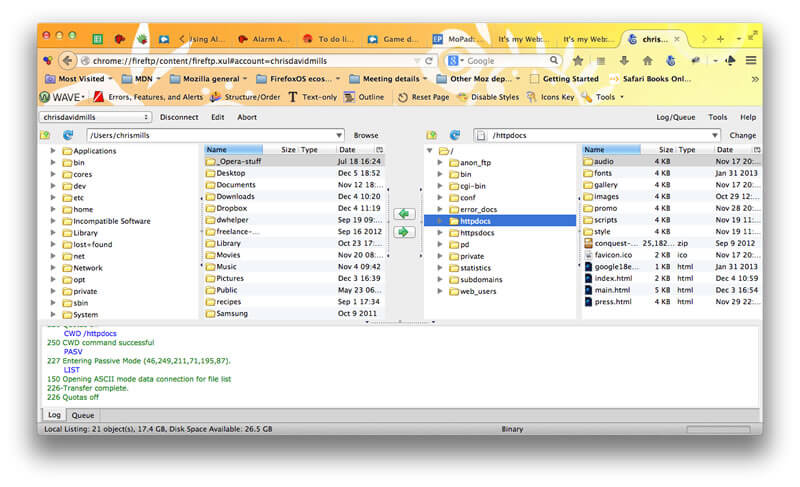 Using Al...
Alarm A...
To do li...
Game d...
EP MoPad:...
It's my Web:...
It's my Web:...
chris...
chrome://fireftp/content/fireftp.xul#account=chrisdavidmills
Google
Most Visited MDN Mozilla general FirefoxOS ecos... Meeting details Other Moz dep... Getting Started Safari Books Onl...
WAVE Errors, Features, and Alerts Structure/Order Text-only Outline Reset Page Disable Styles Icons Key Tools
chrisdavidmills Disconnect Edit Abort Log/Queue Tools Help
/Users/chrismills Browse /httpdocs Change
Applications
bin
cores
dev
etc
home
Incompatible Software
Library
lost+found
net
Network
opt
private
sbin
System
Name Size Type Date
_Opera-stuff Jul 18 16:24
Desktop Dec 5 18:52
Documents Nov 12 18:...
Downloads Dec 4 10:20
Dropbox Dec 4 11:19
dwhelper Sep 19 09:...
freelance-... Sep 16 2012
Library Oct 23 17:...
Movies Nov 20 08:...
Music Nov 4 09:42
Pictures Dec 3 16:39
Public May 23 06:...
recipes Sep 1 17:34
Samsung Oct 9 2011
/
anon_ftp
bin
cgi-bin
conf
error_docs
httpdocs
httpsdocs
pd
private
statistics
subdomains
web_users
Name Size Type Date
audio 4 KB Nov 17 20:...
fonts 4 KB Jan 31 2013
gallery 4 KB Nov 17 20:...
images 4 KB Oct 29 12:...
promo 4 KB Nov 28 20:...
scripts 4 KB Nov 19 11:...
style 4 KB Nov 19 11:...
conquest-... 25,182... zip Sep 9 2012
favicon.ico 2 KB ico Nov 17 20:...
google18e... 1 KB html Jan 31 2013
index.html 2 KB html Dec 4 10:59
main.html 5 KB html Dec 3 16:54
press.html 4 KB html Nov 29 22:...
CWD /httpdocs
250 CWD command successful
PASV
227 Entering Passive Mode (46,249,211,71,195,87).
LIST
150 Opening ASCII mode data connection for file list
226-Transfer complete.
226 Quotas off
Log Queue
Local Listing: 21 object(s), 17.4 GB, Disk Space Available: 26.5 GB Binary